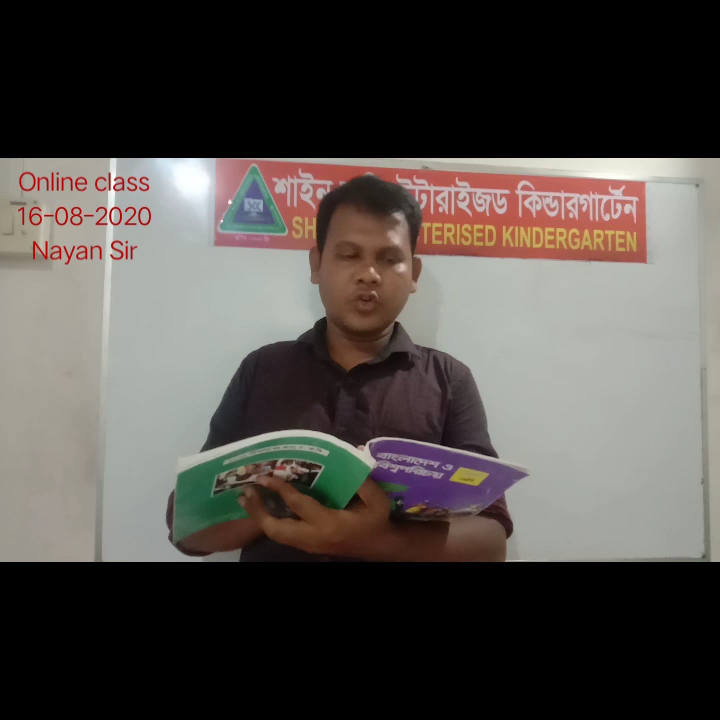 Online class
16-08-2020
Nayan Sir
শাইন টারাইজড কিন্ডারগার্টেন
SH TERISED KINDERGARTEN
বাংলাদেশ ও
বিশ্বপরিচয়